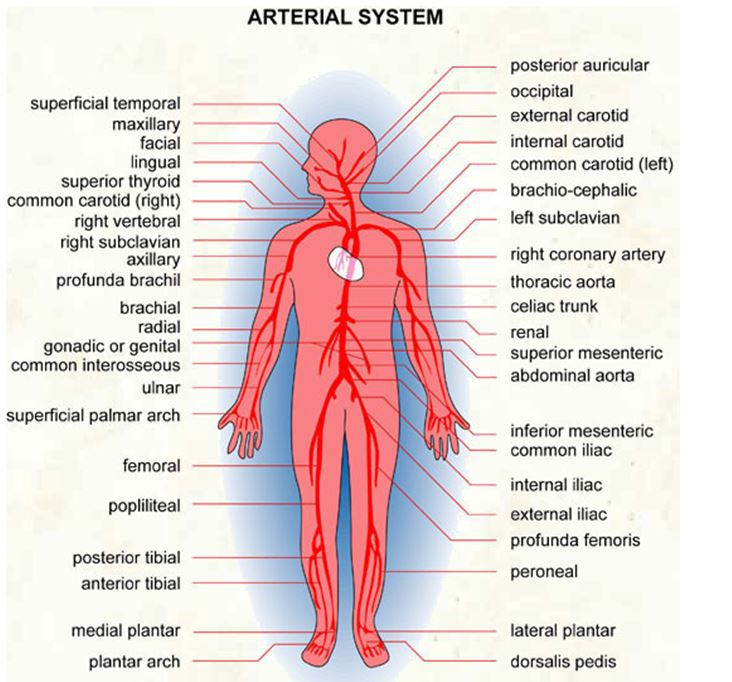 ARTERIAL SYSTEM
superficial temporal
maxillary
facial
lingual
superior thyroid
common carotid (right)
right vertebral
right subclavian
axillary
profunda brachil
brachial
radial
gonadic or genital
common interosseous
ulnar
superficial palmar arch
femoral
popliliteal
posterior tibial
anterior tibial
medial plantar
plantar arch
posterior auricular
occipital
external carotid
internal carotid
common carotid (left)
brachio-cephalic
left subclavian
right coronary artery
thoracic aorta
celiac trunk
renal
superior mesenteric
abdominal aorta
inferior mesenteric
common iliac
internal iliac
external iliac
profunda femoris
peroneal
lateral plantar
dorsalis pedis